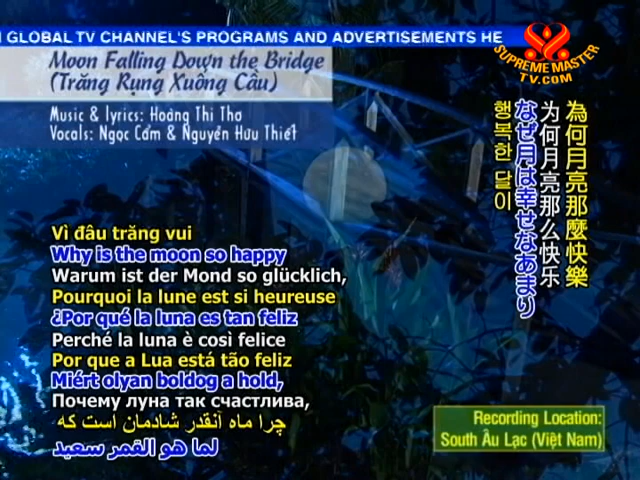 N GLOBAL TV CHANNEL'S PROGRAMS AND ADVERTISEMENTS HE
SUPREME MASTER
TV.COM
Moon Falling Down the Bridge
(Trăng Rụng Xuống Cầu)
Music & lyrics: Hoàng Thi Thơ
Vocals: Ngọc Cẩm & Nguyễn Hữu Thiết
為何月亮那麼快樂
为何月亮那么快乐
なぜ月は幸せなあまり
행복한 달이
Vì đâu trăng vui
Why is the moon so happy
Warum ist der Mond so glücklich,
Pourquoi la lune est si heureuse
¿Por qué la luna es tan feliz
Perché la luna è così felice
Por que a Lua está tão feliz
Miért olyan boldog a hold,
Почему луна так счастлива,
چرا ماه آنقدر شادمان است که
لما هو القمر سعيد
Recording Location:
South Âu Lạc (Việt Nam)